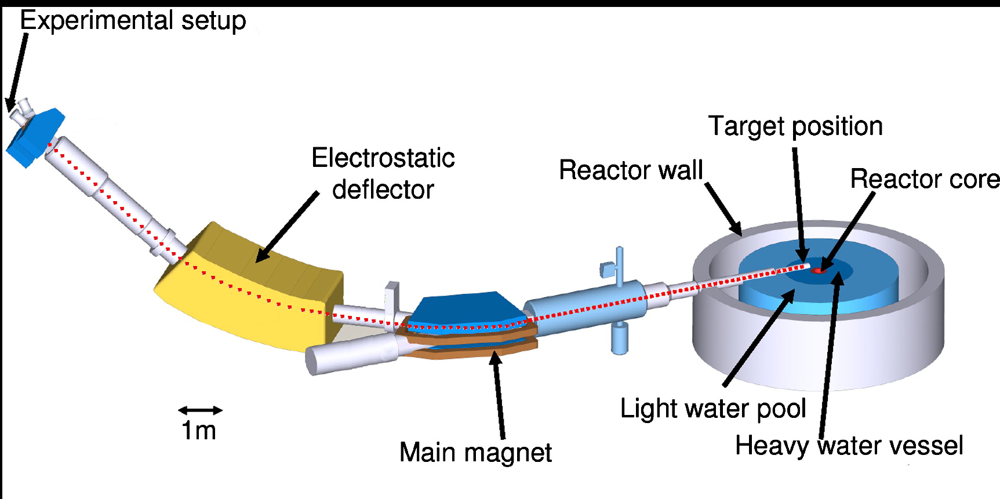 Experimental setup
Target position
Electrostatic
deflector
Reactor wall
Reactor core
1m
Light water pool
Main magnet
Heavy water vessel